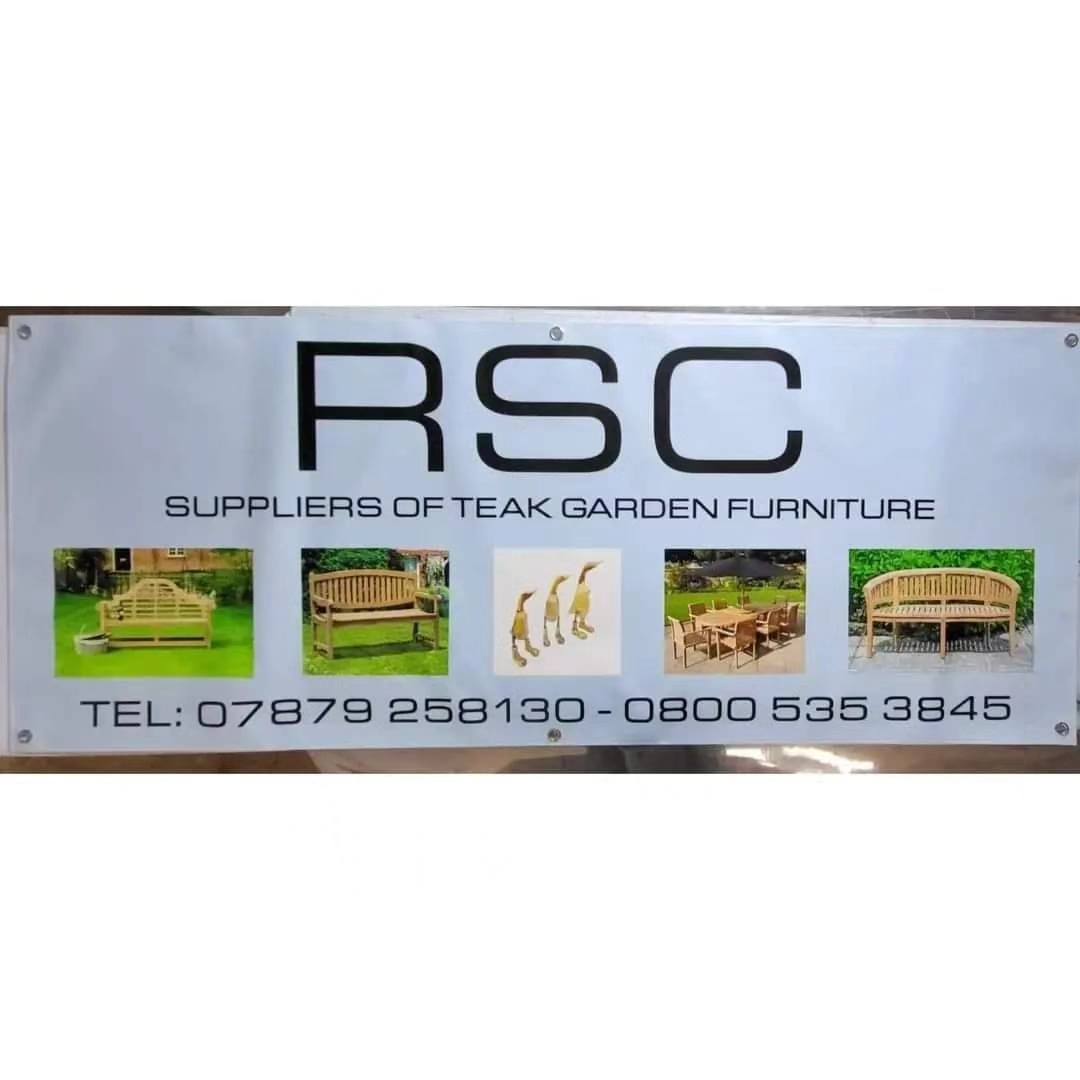 RSC
SUPPLIERS OF TEAK GARDEN FURNITURE
TEL: 07879 258130 - 0800 535 3845